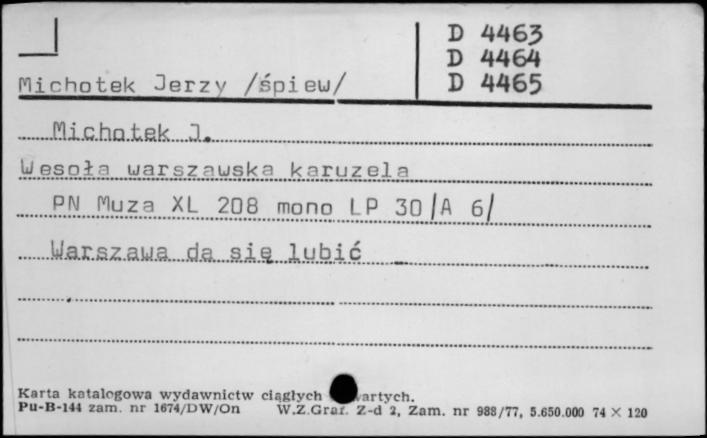 D 4463
D 4464
Michotek Jerzy /śpiew/ D 4465
Michotek J.
Wesoła warszawska karuzela
PN Muza XL 208 mono LP 30/A 6/
Warszawa da się lubić
Karta katalogowa wydawnictw ciągłych wartych.
Pu-B-144 zam. nr 1674/DW/On W.Z.Graf. Z-d 2, Zam. nr 988/77, 5.650.000 74 × 120